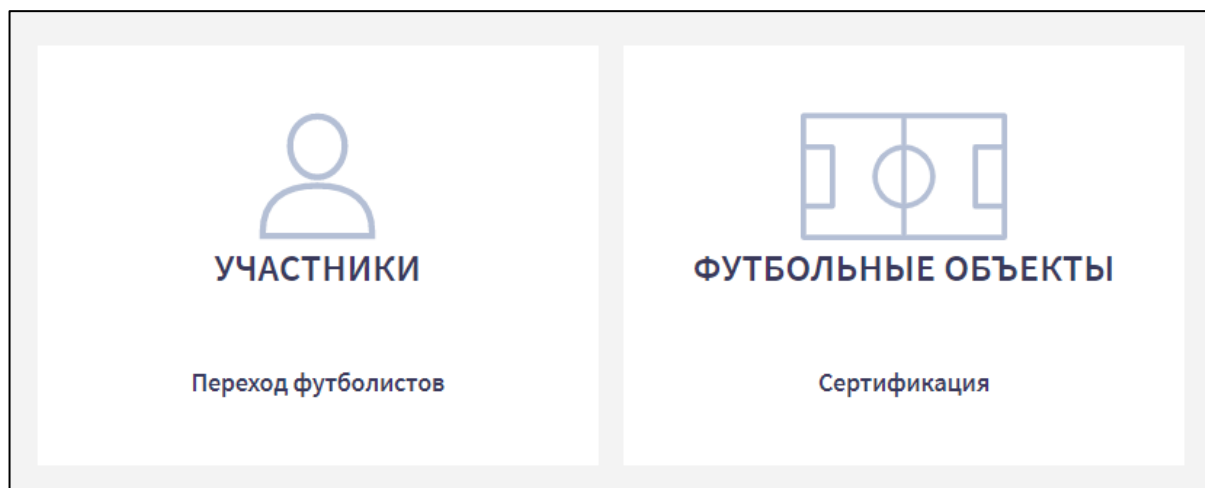 УЧАСТНИКИ
Переход футболистов
ФУТБОЛЬНЫЕ ОБЪЕКТЫ
Сертификация